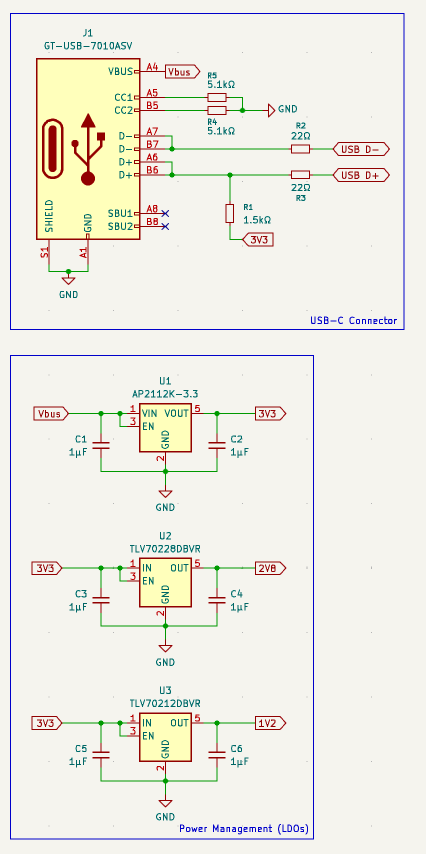 J1
GT-USB-7010ASV
VBUS A4 Vbus
CC1 A5 R5 5.1kΩ
CC2 B5 R4 5.1kΩ GND
D- A7
D- B7 R2 22Ω USB D-
D+ A6
D+ B6 22Ω R3 USB D+
R1
1.5kΩ
3V3
SBU1 A8
SBU2 B8
SHIELD S1
GND A1
GND
USB-C Connector
U1
AP2112K-3.3
Vbus 1 VIN VOUT 5 3V3
3 EN
GND 2
C1 1μF
C2 1μF
GND
U2
TLV70228DBVR
3V3 1 IN OUT 5 2V8
3 EN
GND 2
C3 1μF
C4 1μF
GND
U3
TLV70212DBVR
3V3 1 IN OUT 5 1V2
3 EN
GND 2
C5 1μF
C6 1μF
GND
Power Management (LDOs)